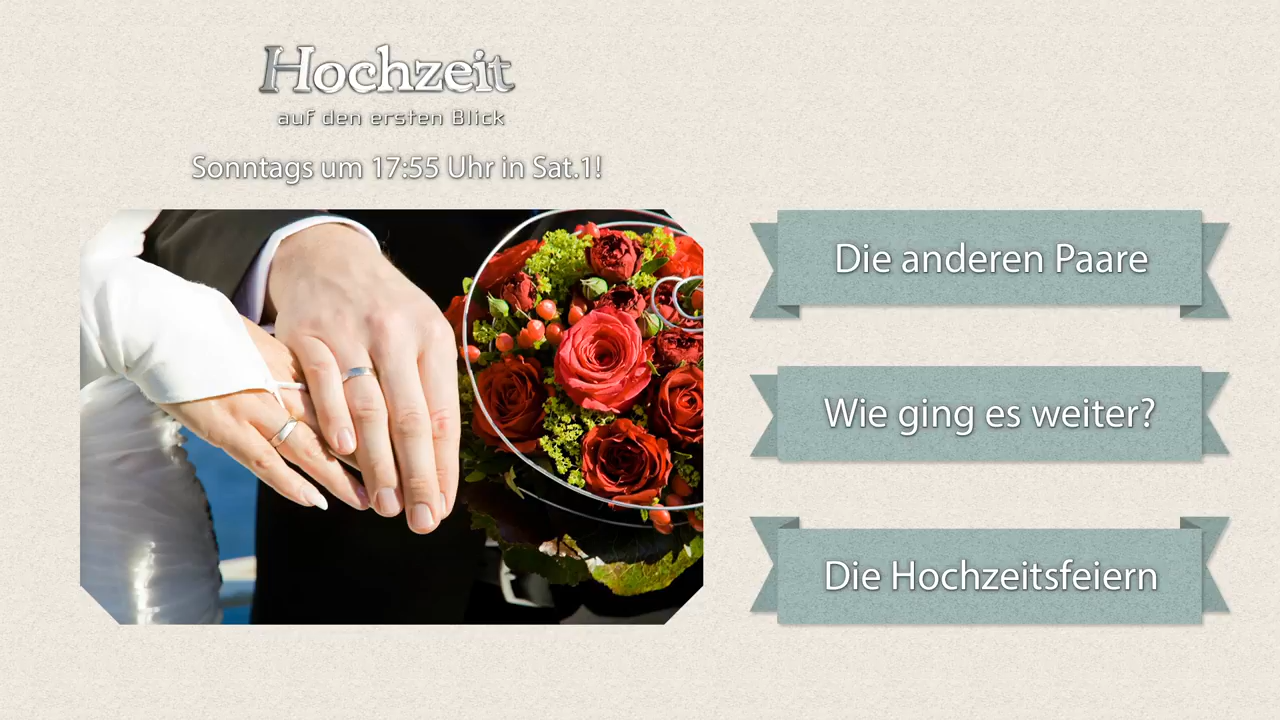 Hochzeit
auf den ersten Blick
Sonntags um 17:55 Uhr in Sat.1!
Die anderen Paare
Wie ging es weiter?
Die Hochzeitsfeiern